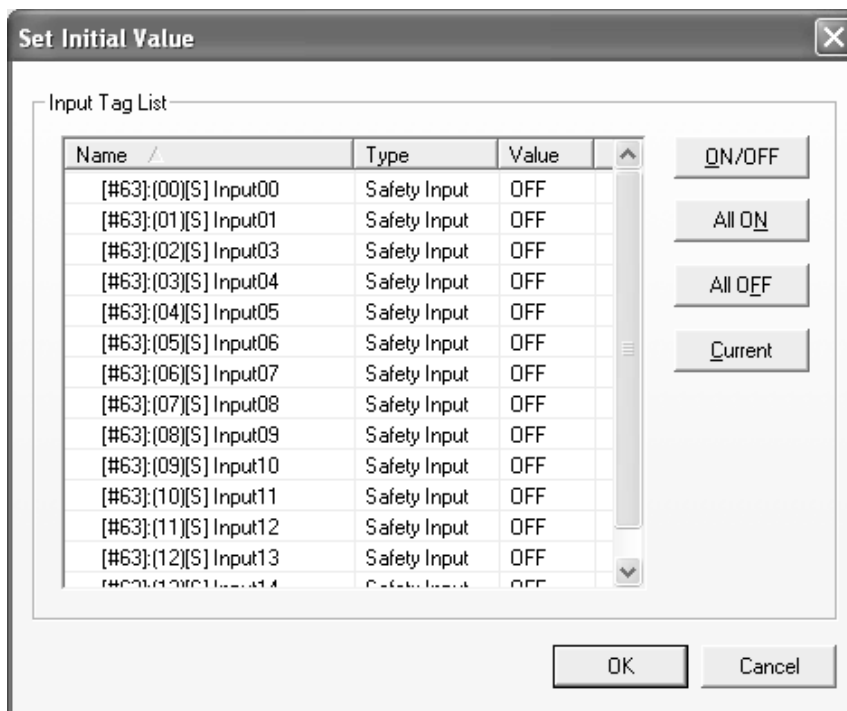 Set Initial Value
Input Tag List
Name Type Value
[#63]:(00)[S] Input00 Safety Input OFF
[#63]:(01)[S] Input01 Safety Input OFF
[#63]:(02)[S] Input03 Safety Input OFF
[#63]:(03)[S] Input04 Safety Input OFF
[#63]:(04)[S] Input05 Safety Input OFF
[#63]:(05)[S] Input06 Safety Input OFF
[#63]:(06)[S] Input07 Safety Input OFF
[#63]:(07)[S] Input08 Safety Input OFF
[#63]:(08)[S] Input09 Safety Input OFF
[#63]:(09)[S] Input10 Safety Input OFF
[#63]:(10)[S] Input11 Safety Input OFF
[#63]:(11)[S] Input12 Safety Input OFF
[#63]:(12)[S] Input13 Safety Input OFF
ON/OFF
All ON
All OFF
Current
OK Cancel